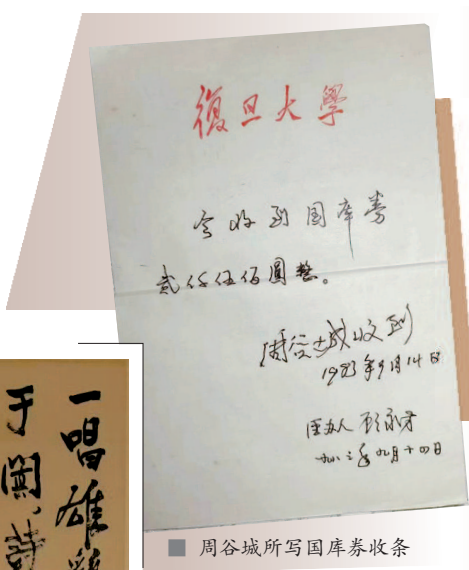 復旦大學
今收到国库券
贰仟伍佰圆整。
周谷城收到
1983年9月14日
经办人
一九八三年九月十四日
一唱雄鸡
于阗、诗
■ 周谷城所写国库券收条